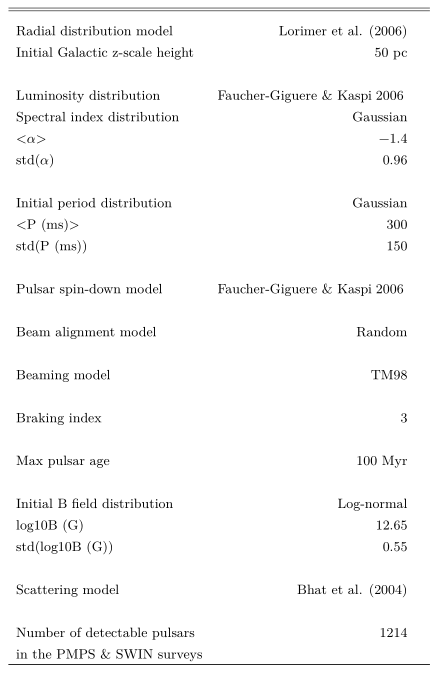 Radial distribution model Lorimer et al. (2006)
Initial Galactic z-scale height 50 pc
Luminosity distribution Faucher-Giguere & Kaspi 2006
Spectral index distribution Gaussian
<α> −1.4
std(α) 0.96
Initial period distribution Gaussian
<P (ms)> 300
std(P (ms)) 150
Pulsar spin-down model Faucher-Giguere & Kaspi 2006
Beam alignment model Random
Beaming model TM98
Braking index 3
Max pulsar age 100 Myr
Initial B field distribution Log-normal
log10B (G) 12.65
std(log10B (G)) 0.55
Scattering model Bhat et al. (2004)
Number of detectable pulsars 1214
in the PMPS & SWIN surveys